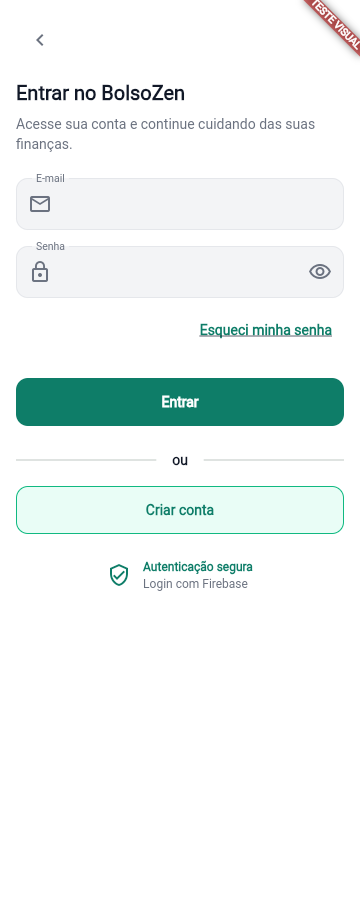 TESTE VISUAL
Entrar no BolsoZen
Acesse sua conta e continue cuidando das suas
finanças.
E-mail
Senha
Esqueci minha senha
Entrar
ou
Criar conta
Autenticação segura
Login com Firebase